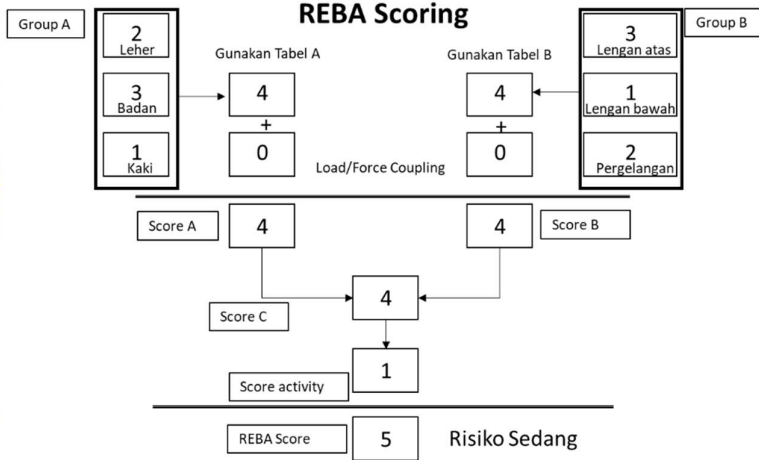 REBA Scoring
Group A
2
Leher
3
Badan
1
Kaki
Gunakan Tabel A
4
+
0
Load/Force Coupling
Gunakan Tabel B
4
+
0
Group B
3
Lengan atas
1
Lengan bawah
2
Pergelangan
Score A
4
4
Score B
Score C
4
Score activity
1
REBA Score
5
Risiko Sedang